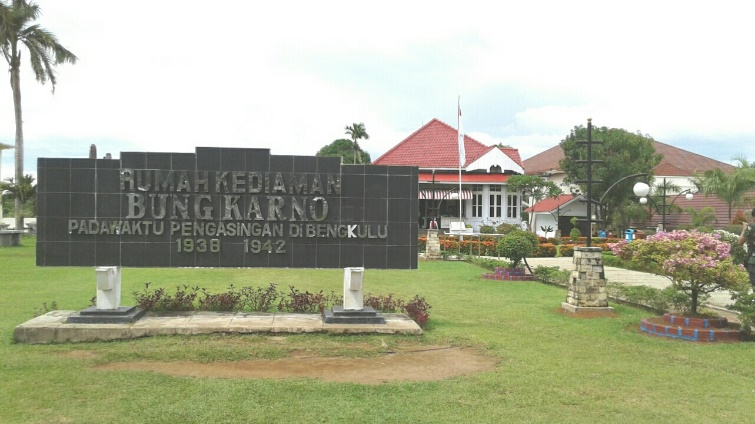 RUMAH KEDIAMAN
BUNG KARNO
PADA WAKTU PENGASINGAN DI BENGKULU
1938 1942